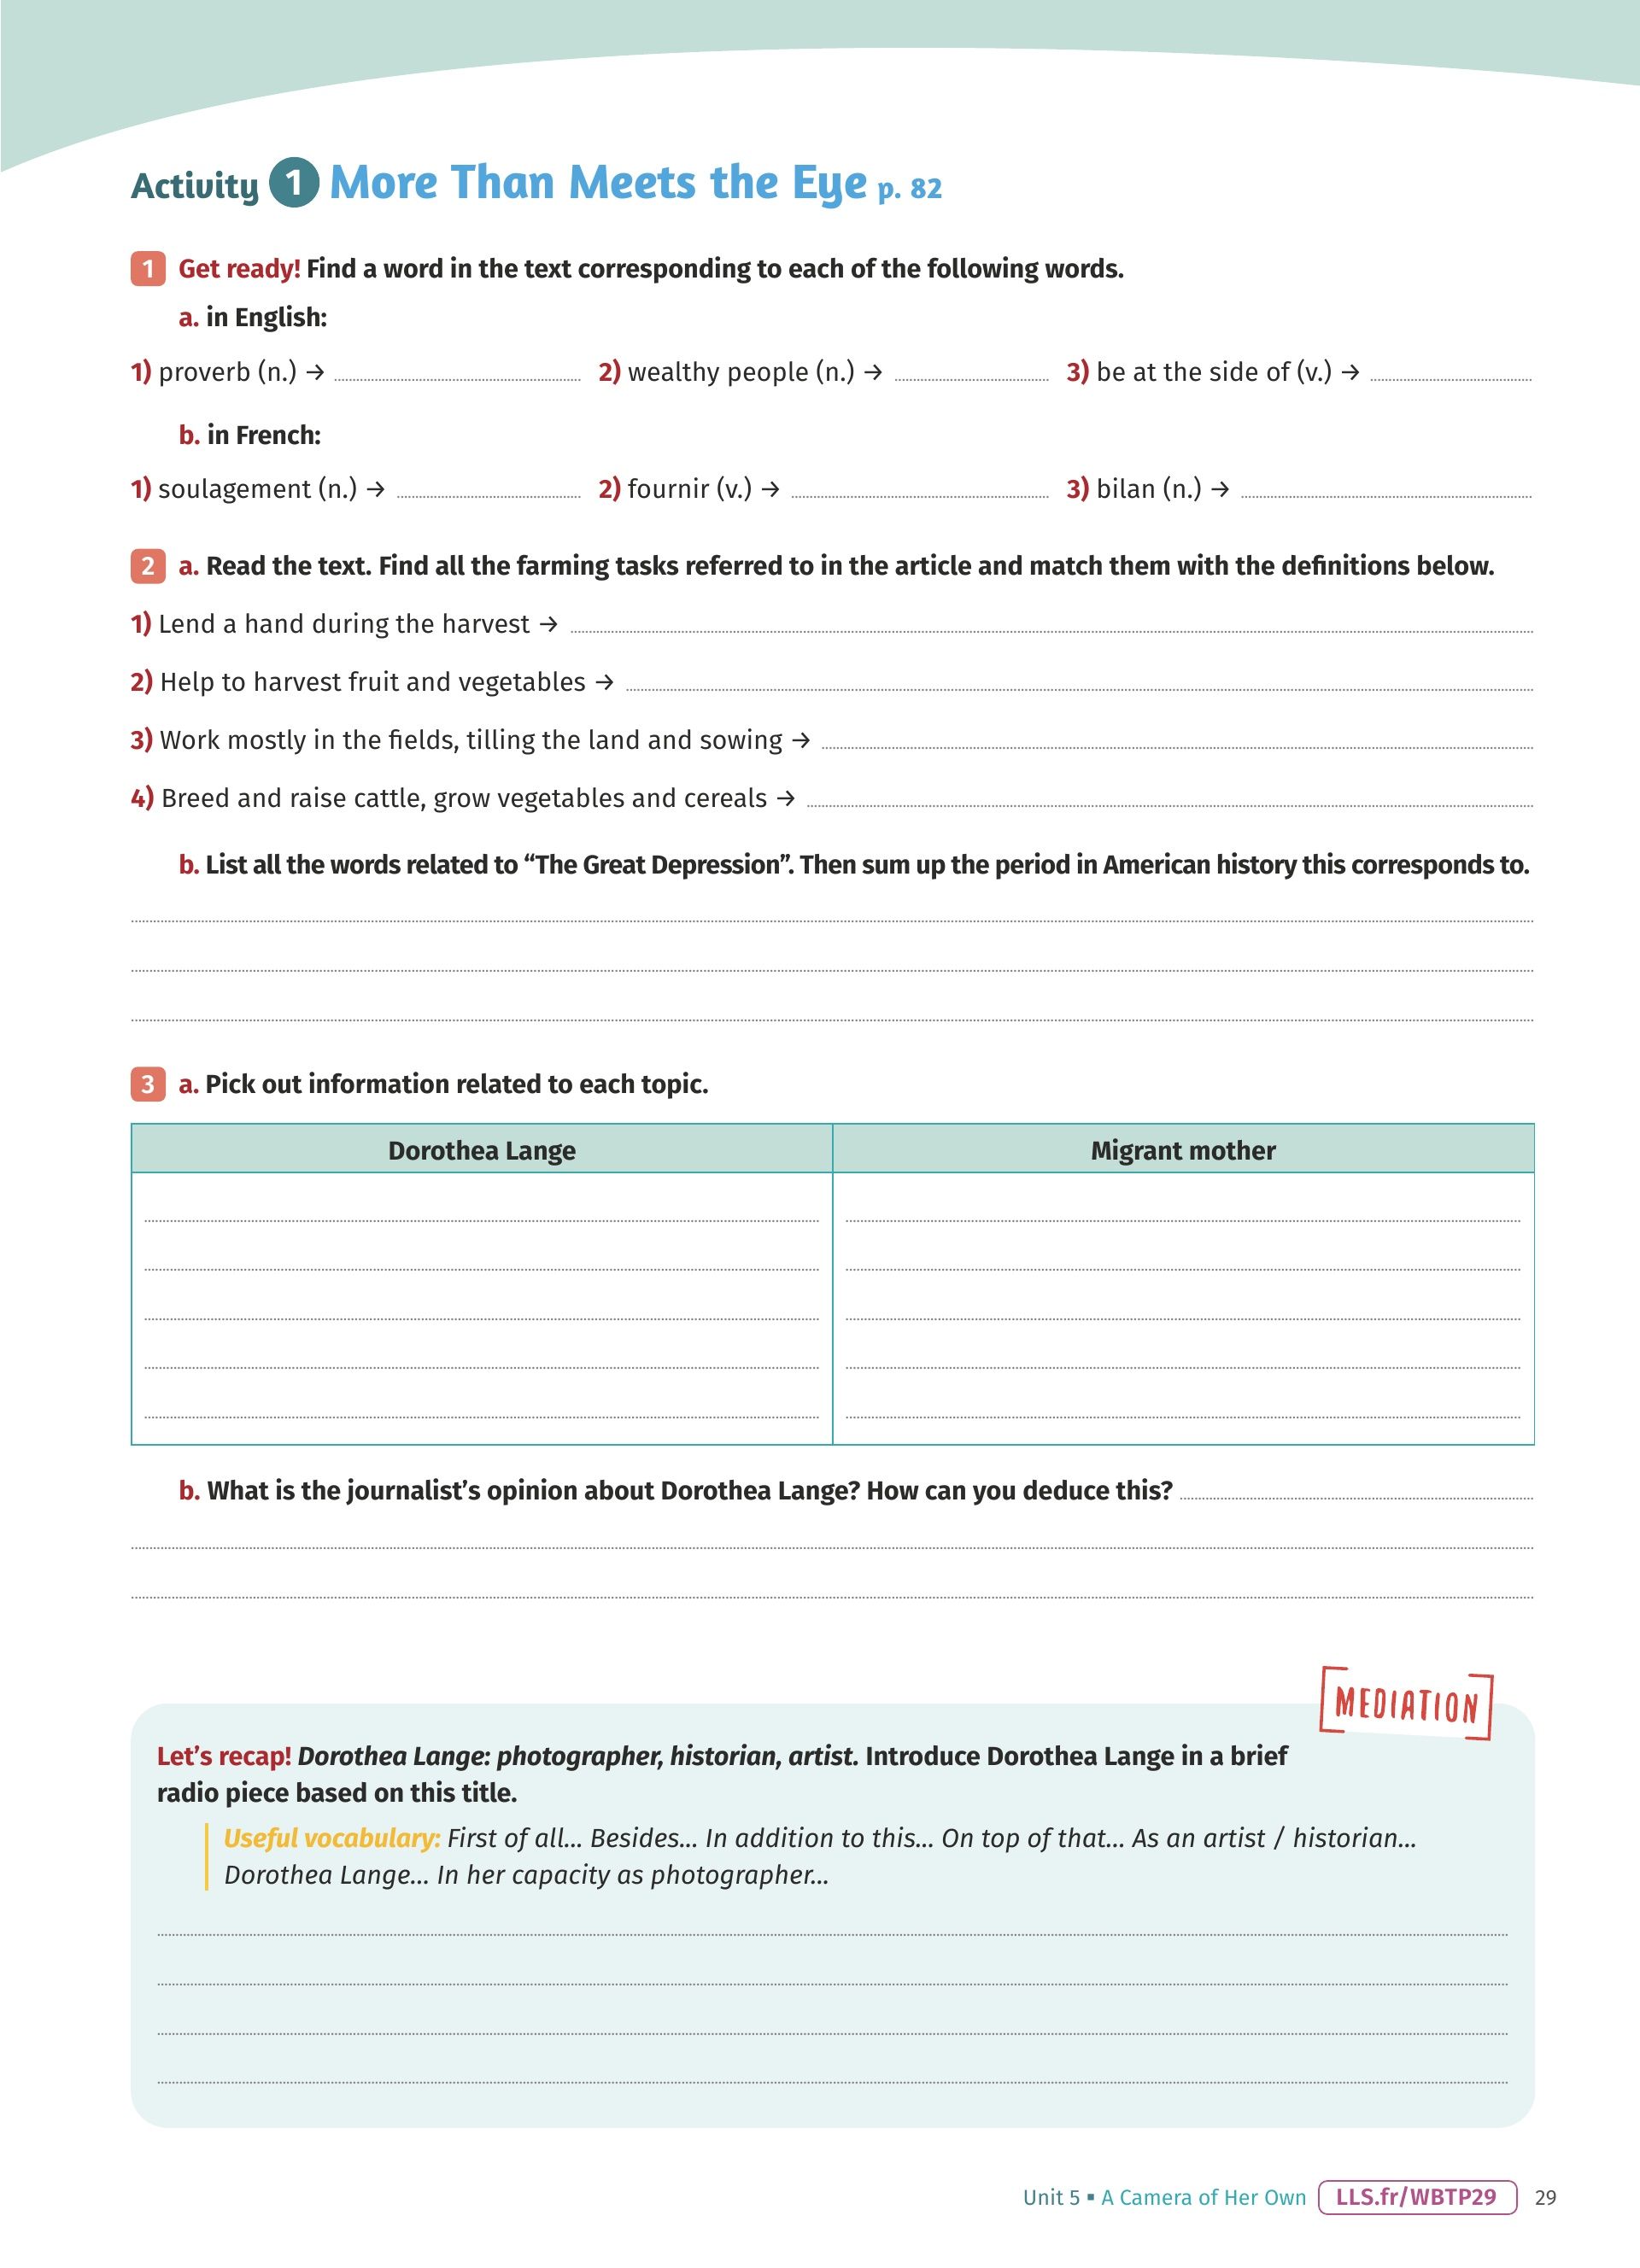 Activity 1 More Than Meets the Eye p. 82
1 Get ready! Find a word in the text corresponding to each of the following words.
a. in English:
1) proverb (n.) → 2) wealthy people (n.) → 3) be at the side of (v.) →
b. in French:
1) soulagement (n.) → 2) fournir (v.) → 3) bilan (n.) →
2 a. Read the text. Find all the farming tasks referred to in the article and match them with the definitions below.
1) Lend a hand during the harvest →
2) Help to harvest fruit and vegetables →
3) Work mostly in the fields, tilling the land and sowing →
4) Breed and raise cattle, grow vegetables and cereals →
b. List all the words related to “The Great Depression”. Then sum up the period in American history this corresponds to.
3 a. Pick out information related to each topic.
Dorothea Lange Migrant mother
b. What is the journalist’s opinion about Dorothea Lange? How can you deduce this?
MEDIATION
Let’s recap! Dorothea Lange: photographer, historian, artist. Introduce Dorothea Lange in a brief
radio piece based on this title.
Useful vocabulary: First of all... Besides... In addition to this... On top of that... As an artist / historian...
Dorothea Lange... In her capacity as photographer...
Unit 5 ▪ A Camera of Her Own LLS.fr/WBTP29 29